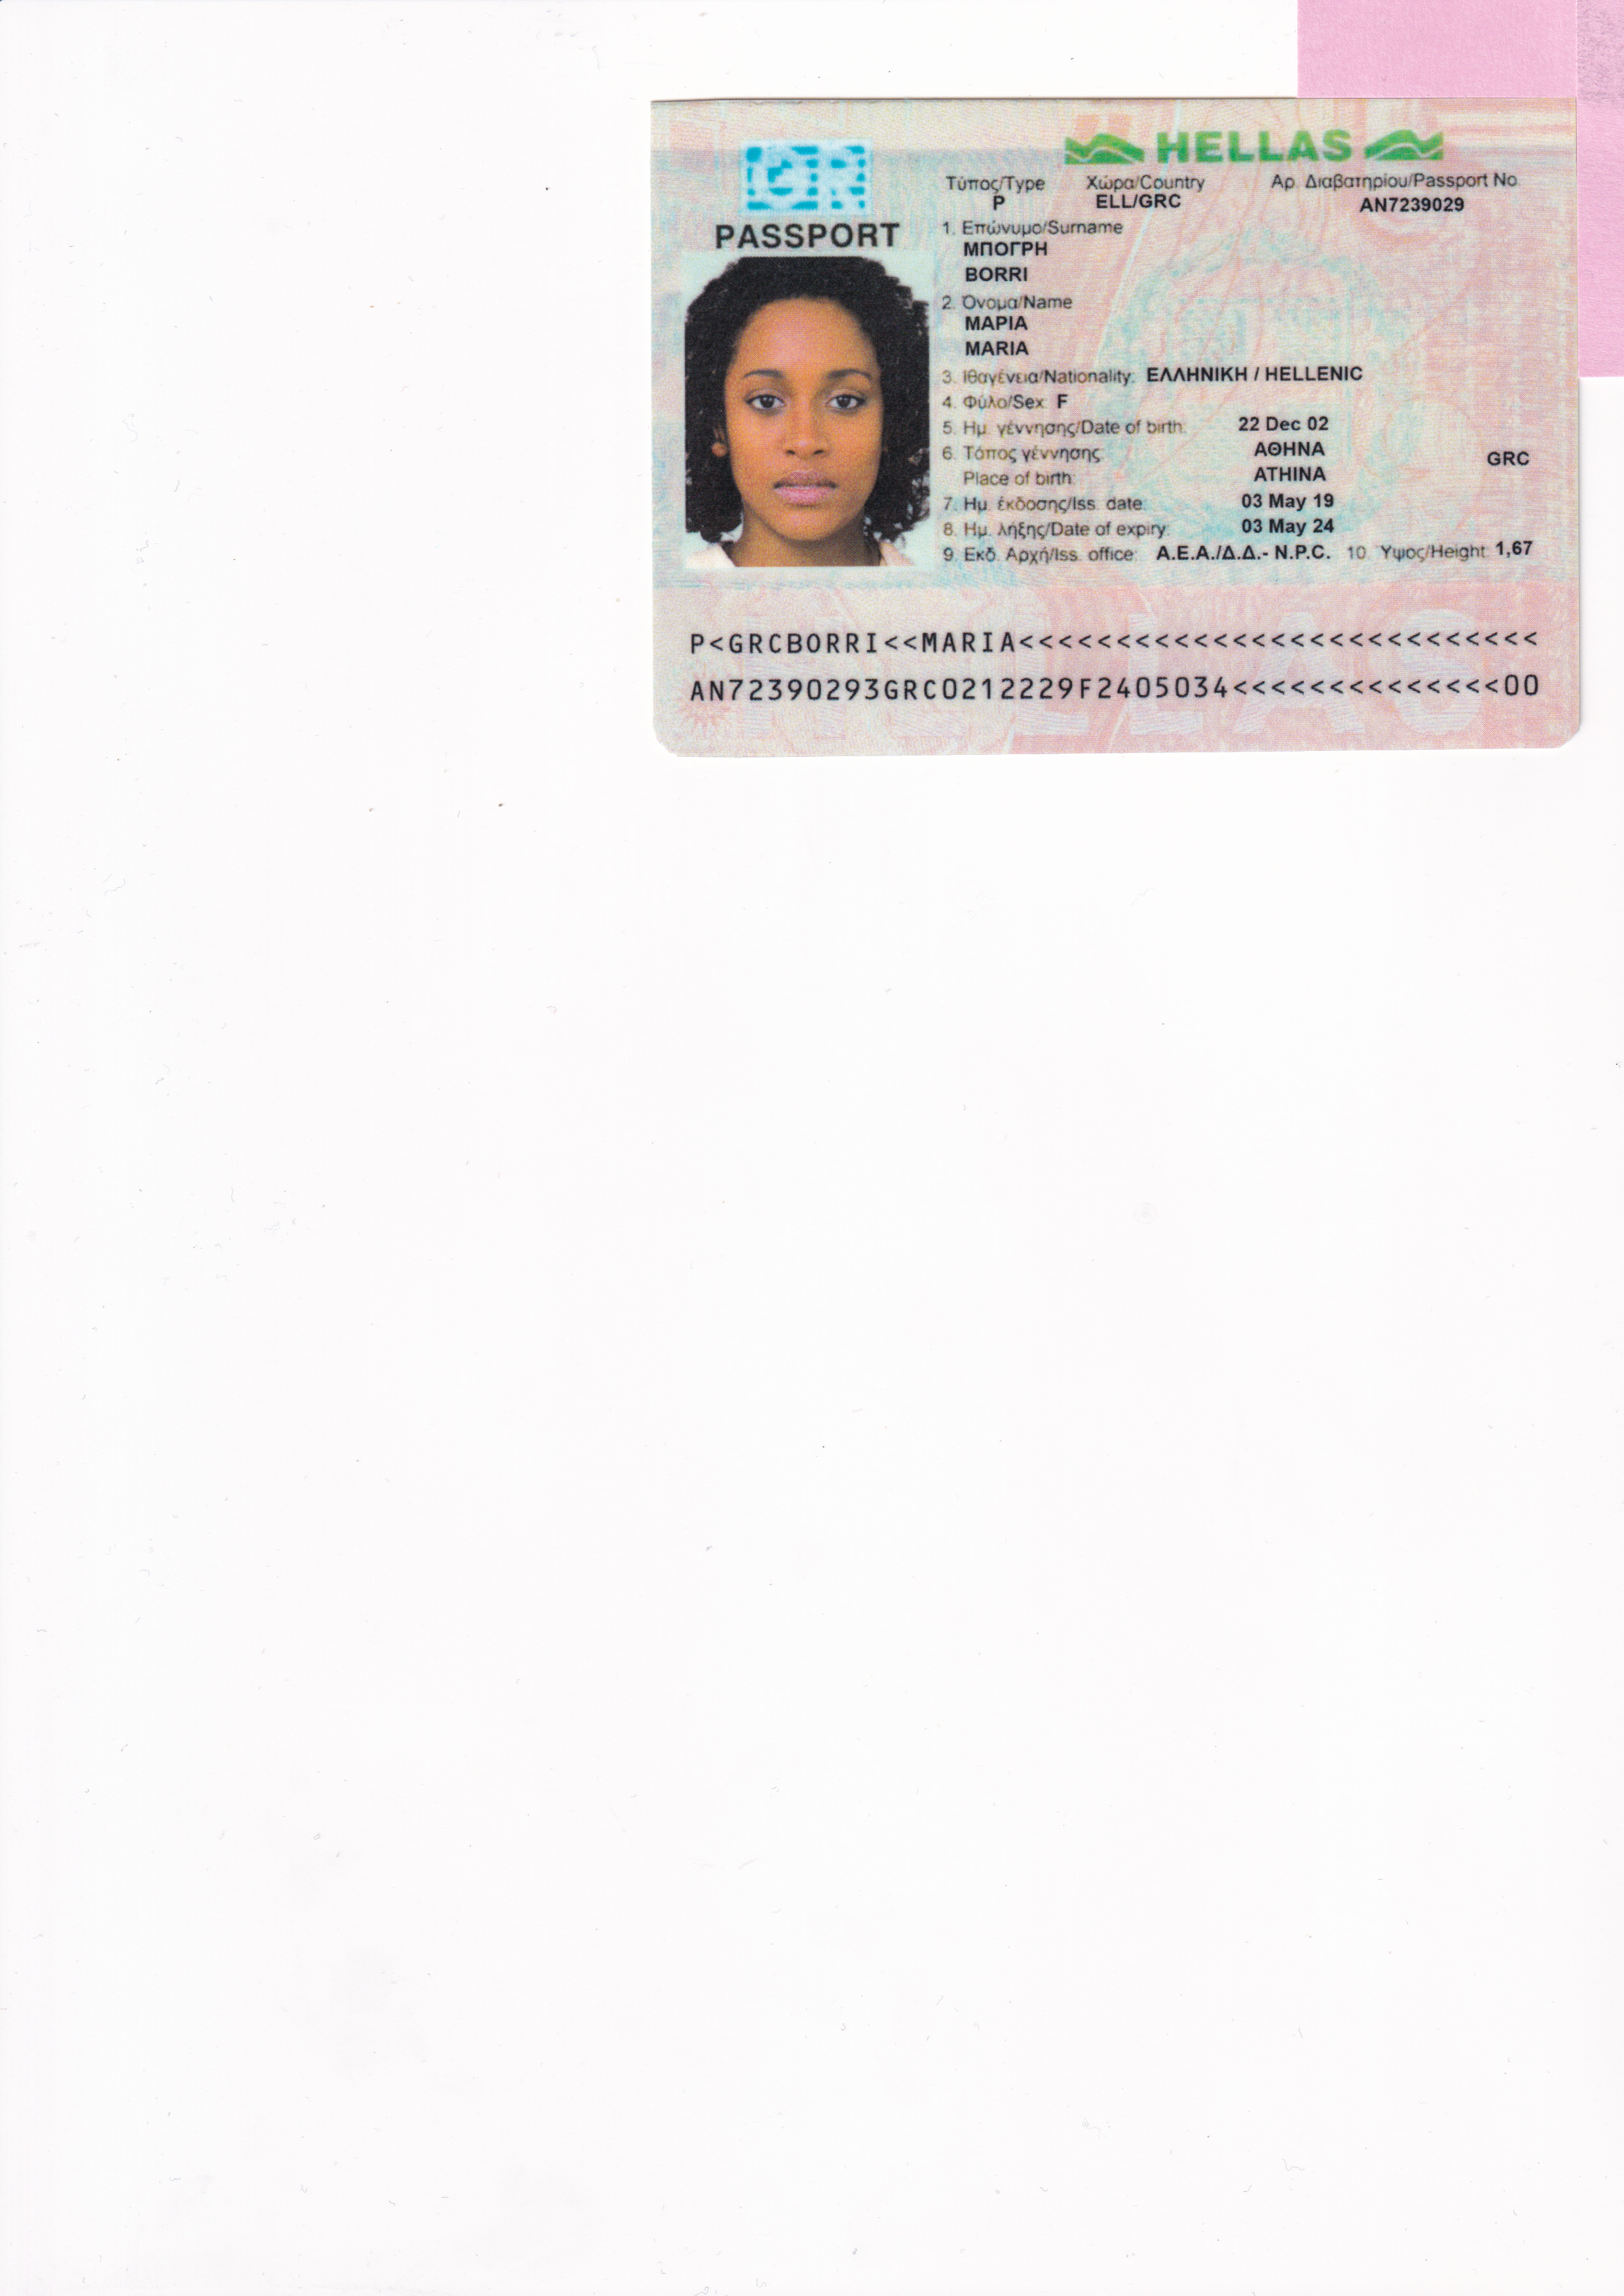 GR
HELLAS
Τύπος/Type Χώρα/Country Αρ. Διαβατηρίου/Passport No
P ELL/GRC AN7239029
PASSPORT
1. Επώνυμο/Surname
ΜΠΟΓΡΗ
BORRI
2. Όνομα/Name
ΜΑΡΙΑ
MARIA
3. Ιθαγένεια/Nationality: ΕΛΛΗΝΙΚΗ / HELLENIC
4. Φύλο/Sex: F
5. Ημ. γέννησης/Date of birth: 22 Dec 02
6. Τόπος γέννησης: ΑΘΗΝΑ
Place of birth: ATHINA GRC
7. Ημ. έκδοσης/Iss. date: 03 May 19
8. Ημ. λήξης/Date of expiry: 03 May 24
9. Εκδ. Αρχή/Iss. office: Α.Ε.Α./Δ.Δ.- N.P.C. 10. Υψος/Height: 1,67
P<GRCBORRI<<MARIA<<<<<<<<<<<<<<<<<<<<<<<<<<<
AN72390293GRC0212229F2405034<<<<<<<<<<<<<<00
HELLAS